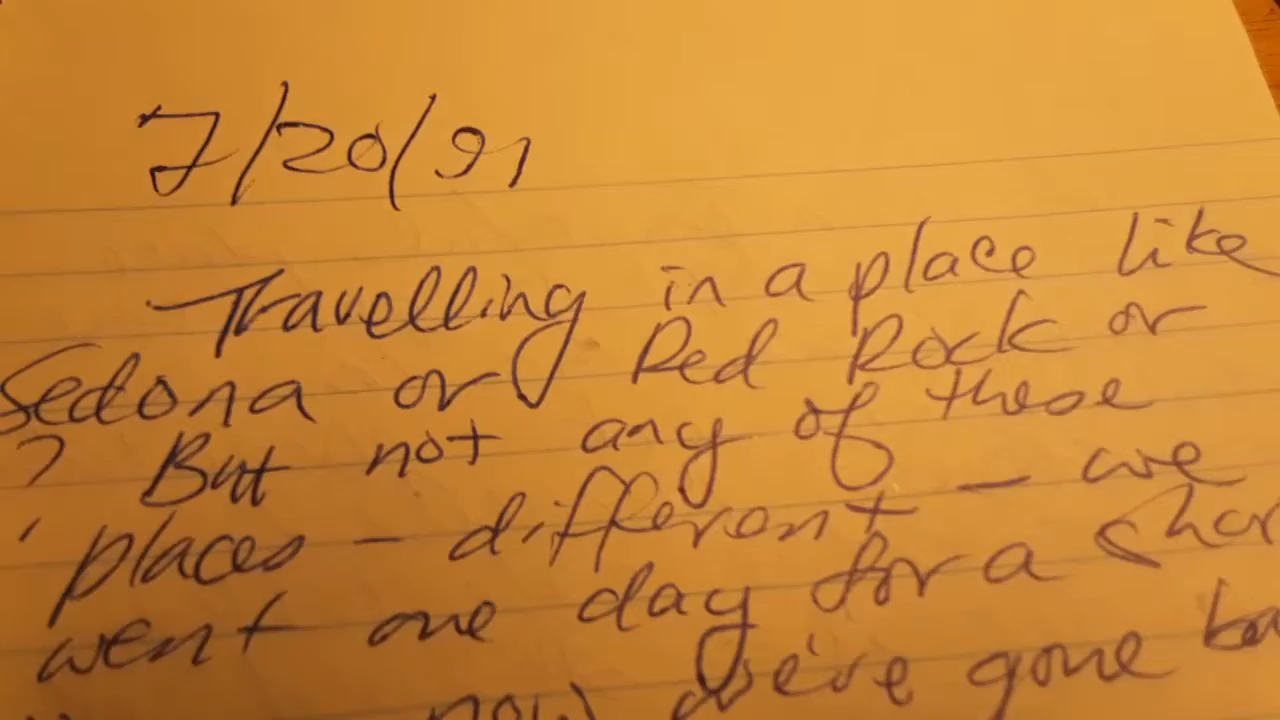 7/20/91
Travelling in a place like
Sedona or Red Rock or
? But not any of these
places - different - we
went one day for a
now we've gone